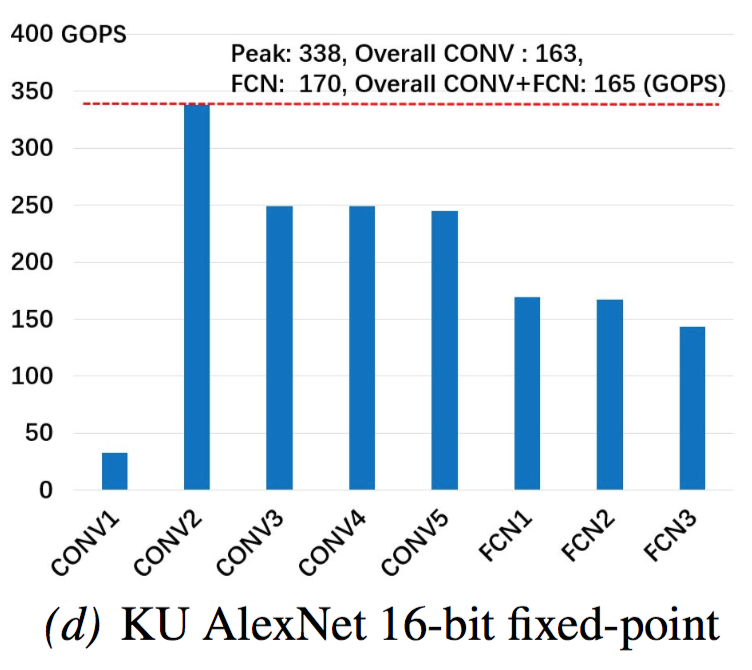 400 GOPS
Peak: 338, Overall CONV : 163,
FCN: 170, Overall CONV+FCN: 165 (GOPS)
350
300
250
200
150
100
50
0
CONV1
CONV2
CONV3
CONV4
CONV5
FCN1
FCN2
FCN3
(d) KU AlexNet 16-bit fixed-point